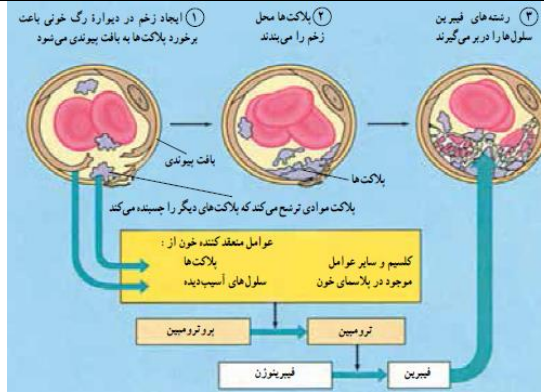 ① ایجاد زخم در دیوارهٔ رگ خونی باعث
برخورد پلاکت‌ها به بافت پیوندی می‌شود
② پلاکت‌ها محل
زخم را می‌بندند
③ رشته‌های فیبرین
سلول‌ها را دربر می‌گیرند
بافت پیوندی
پلاکت‌ها
پلاکت موادی ترشح می‌کند که پلاکت‌های دیگر را چسبنده می‌کند
عوامل منعقد کننده خون از :
پلاکت‌ها
سلول‌های آسیب‌دیده
کلسیم و سایر عوامل
موجود در پلاسمای خون
پروترومبین
ترومبین
فیبرینوژن
فیبرین